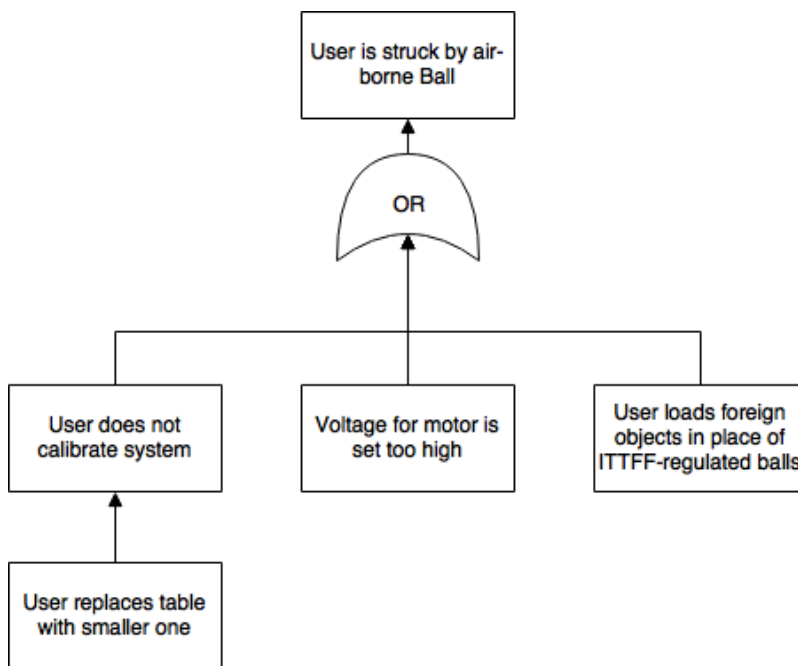 User is struck by air-
borne Ball
OR
User does not
calibrate system
Voltage for motor is
set too high
User loads foreign
objects in place of
ITTFF-regulated balls
User replaces table
with smaller one